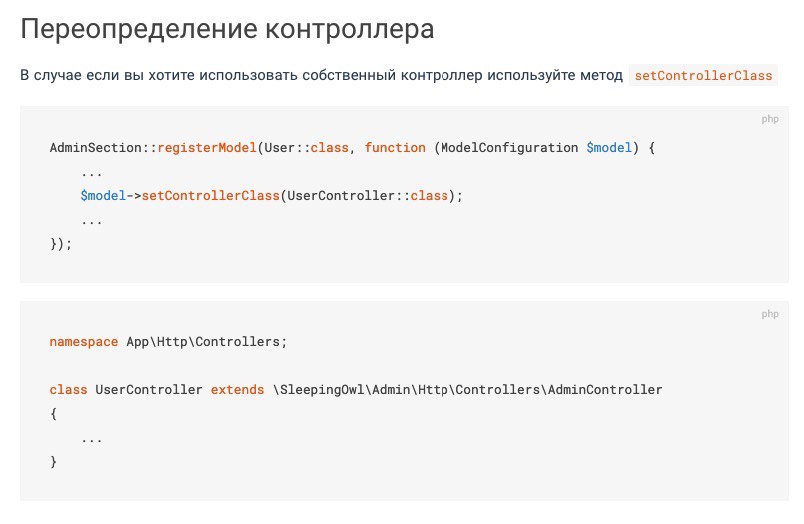 Переопределение контроллера
В случае если вы хотите использовать собственный контроллер используйте метод setControllerClass
php
AdminSection::registerModel(User::class, function (ModelConfiguration $model) {
    ...
    $model->setControllerClass(UserController::class);
    ...
});
php
namespace App\Http\Controllers;
class UserController extends \SleepingOwl\Admin\Http\Controllers\AdminController
{
    ...
}